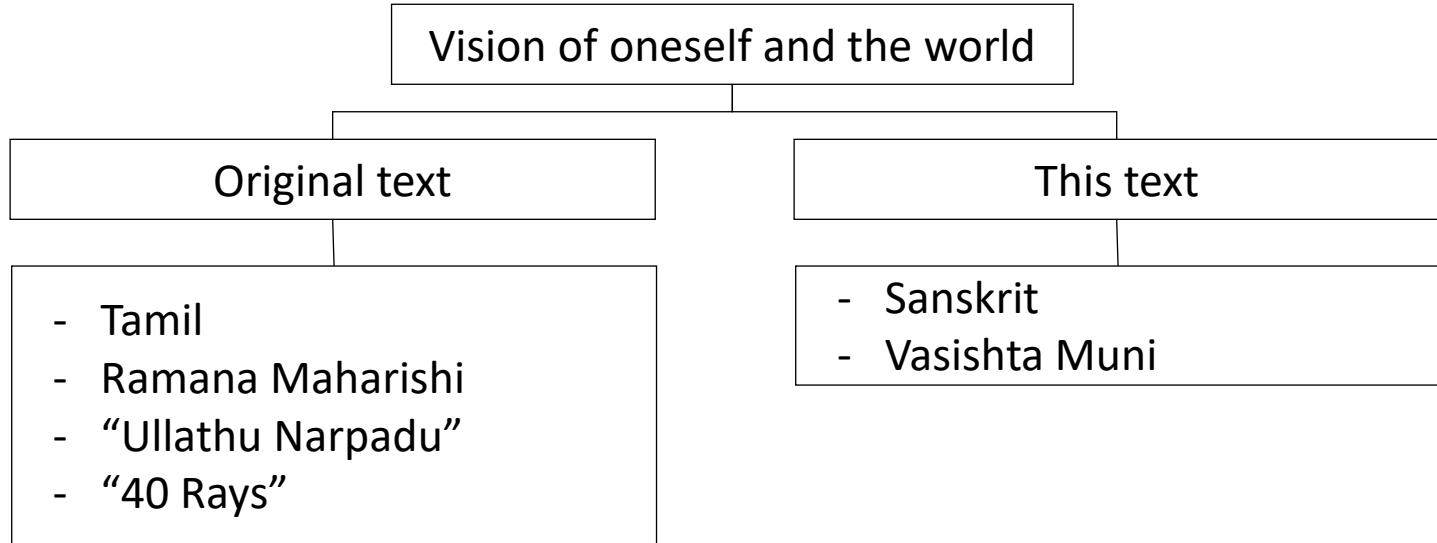 Vision of oneself and the world
Original text
This text
- Tamil
- Ramana Maharishi
- “Ullathu Narpadu”
- “40 Rays”
- Sanskrit
- Vasishta Muni